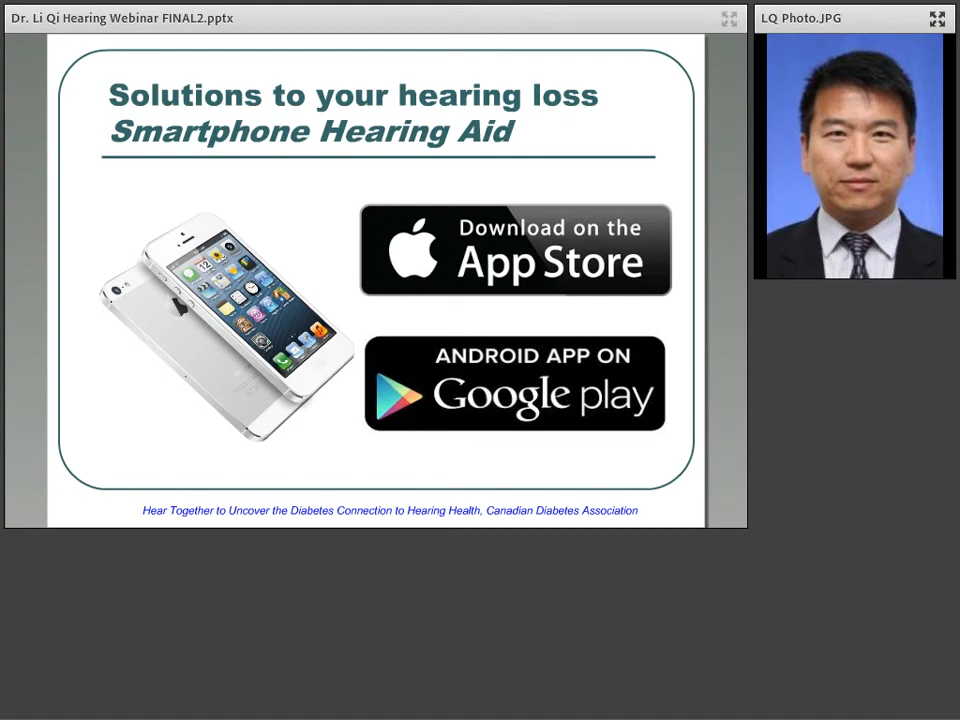 Dr. Li Qi Hearing Webinar FINAL2.pptx
LQ Photo.JPG
Solutions to your hearing loss
Smartphone Hearing Aid
Download on the
App Store
ANDROID APP ON
Google play
Hear Together to Uncover the Diabetes Connection to Hearing Health, Canadian Diabetes Association